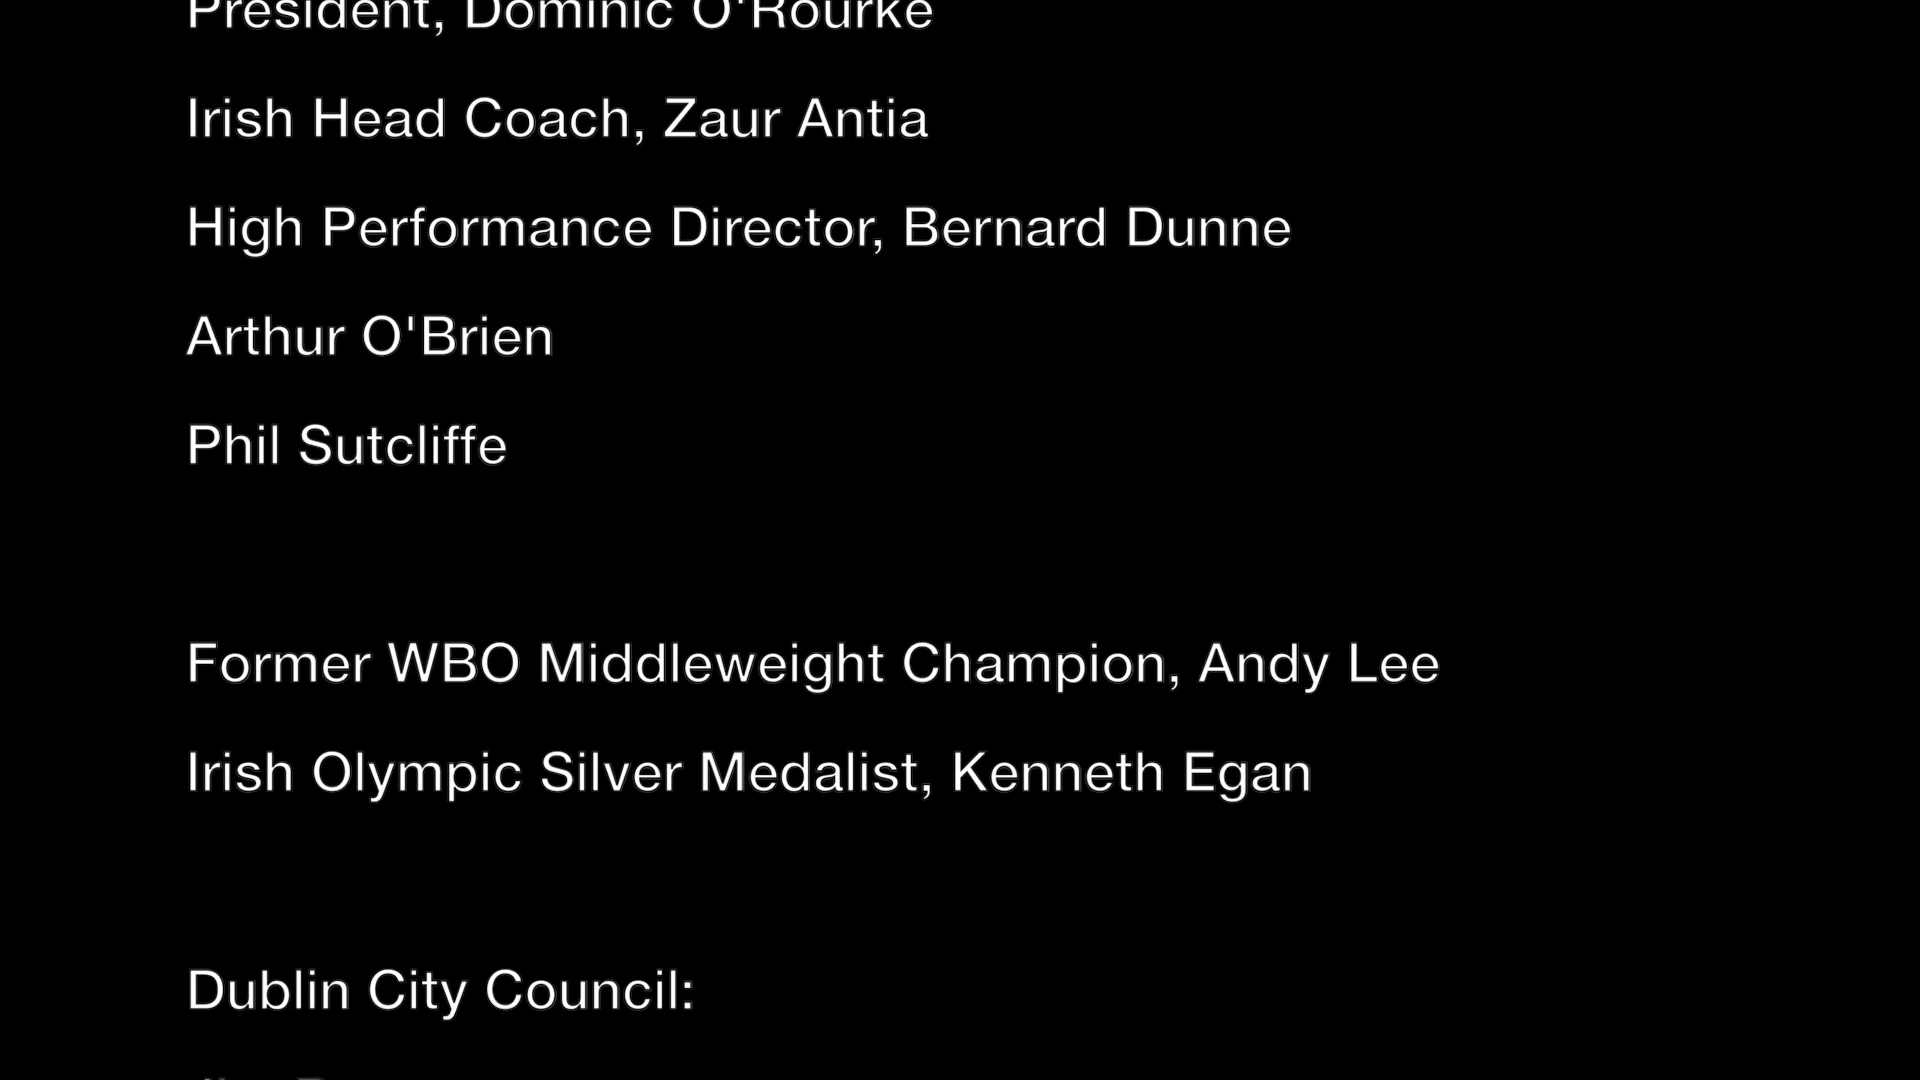 President, Dominic O'Rourke
Irish Head Coach, Zaur Antia
High Performance Director, Bernard Dunne
Arthur O'Brien
Phil Sutcliffe
Former WBO Middleweight Champion, Andy Lee
Irish Olympic Silver Medalist, Kenneth Egan
Dublin City Council: